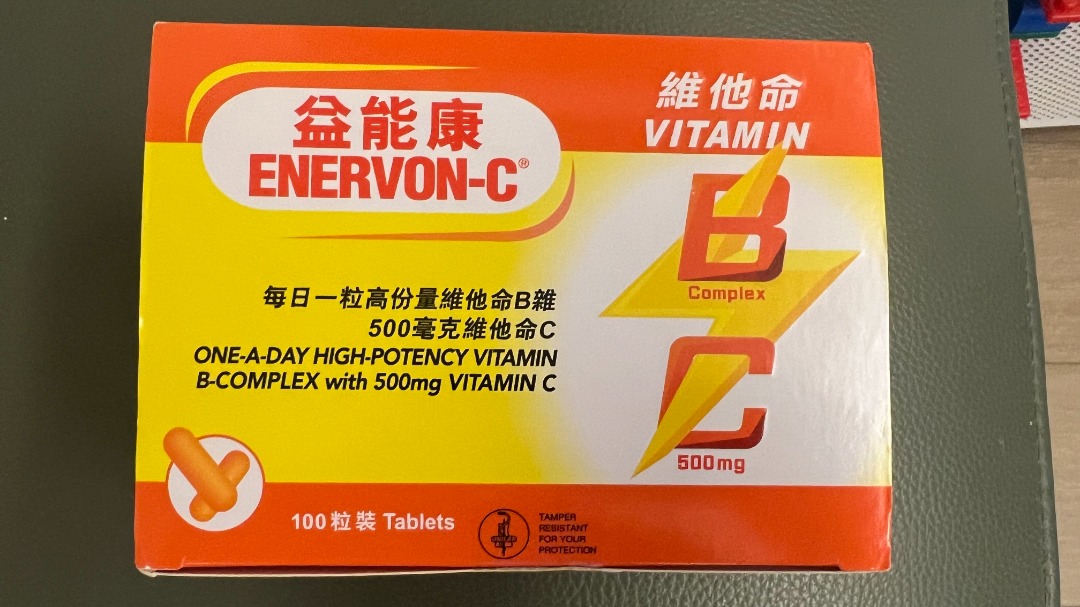 益能康
ENERVON-C®
維他命
VITAMIN
B
Complex
C
500mg
每日一粒高份量維他命B雜
500毫克維他命C
ONE-A-DAY HIGH-POTENCY VITAMIN
B-COMPLEX with 500mg VITAMIN C
100粒裝 Tablets
TAMPER
RESISTANT
FOR YOUR
PROTECTION